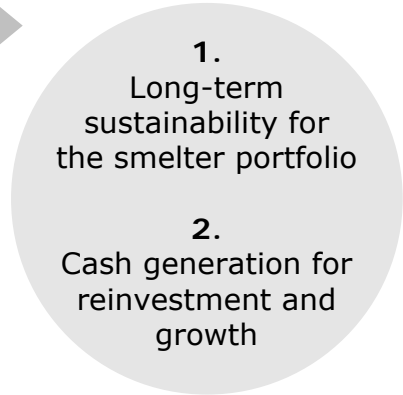 1.
Long-term
sustainability for
the smelter portfolio
2.
Cash generation for
reinvestment and
growth